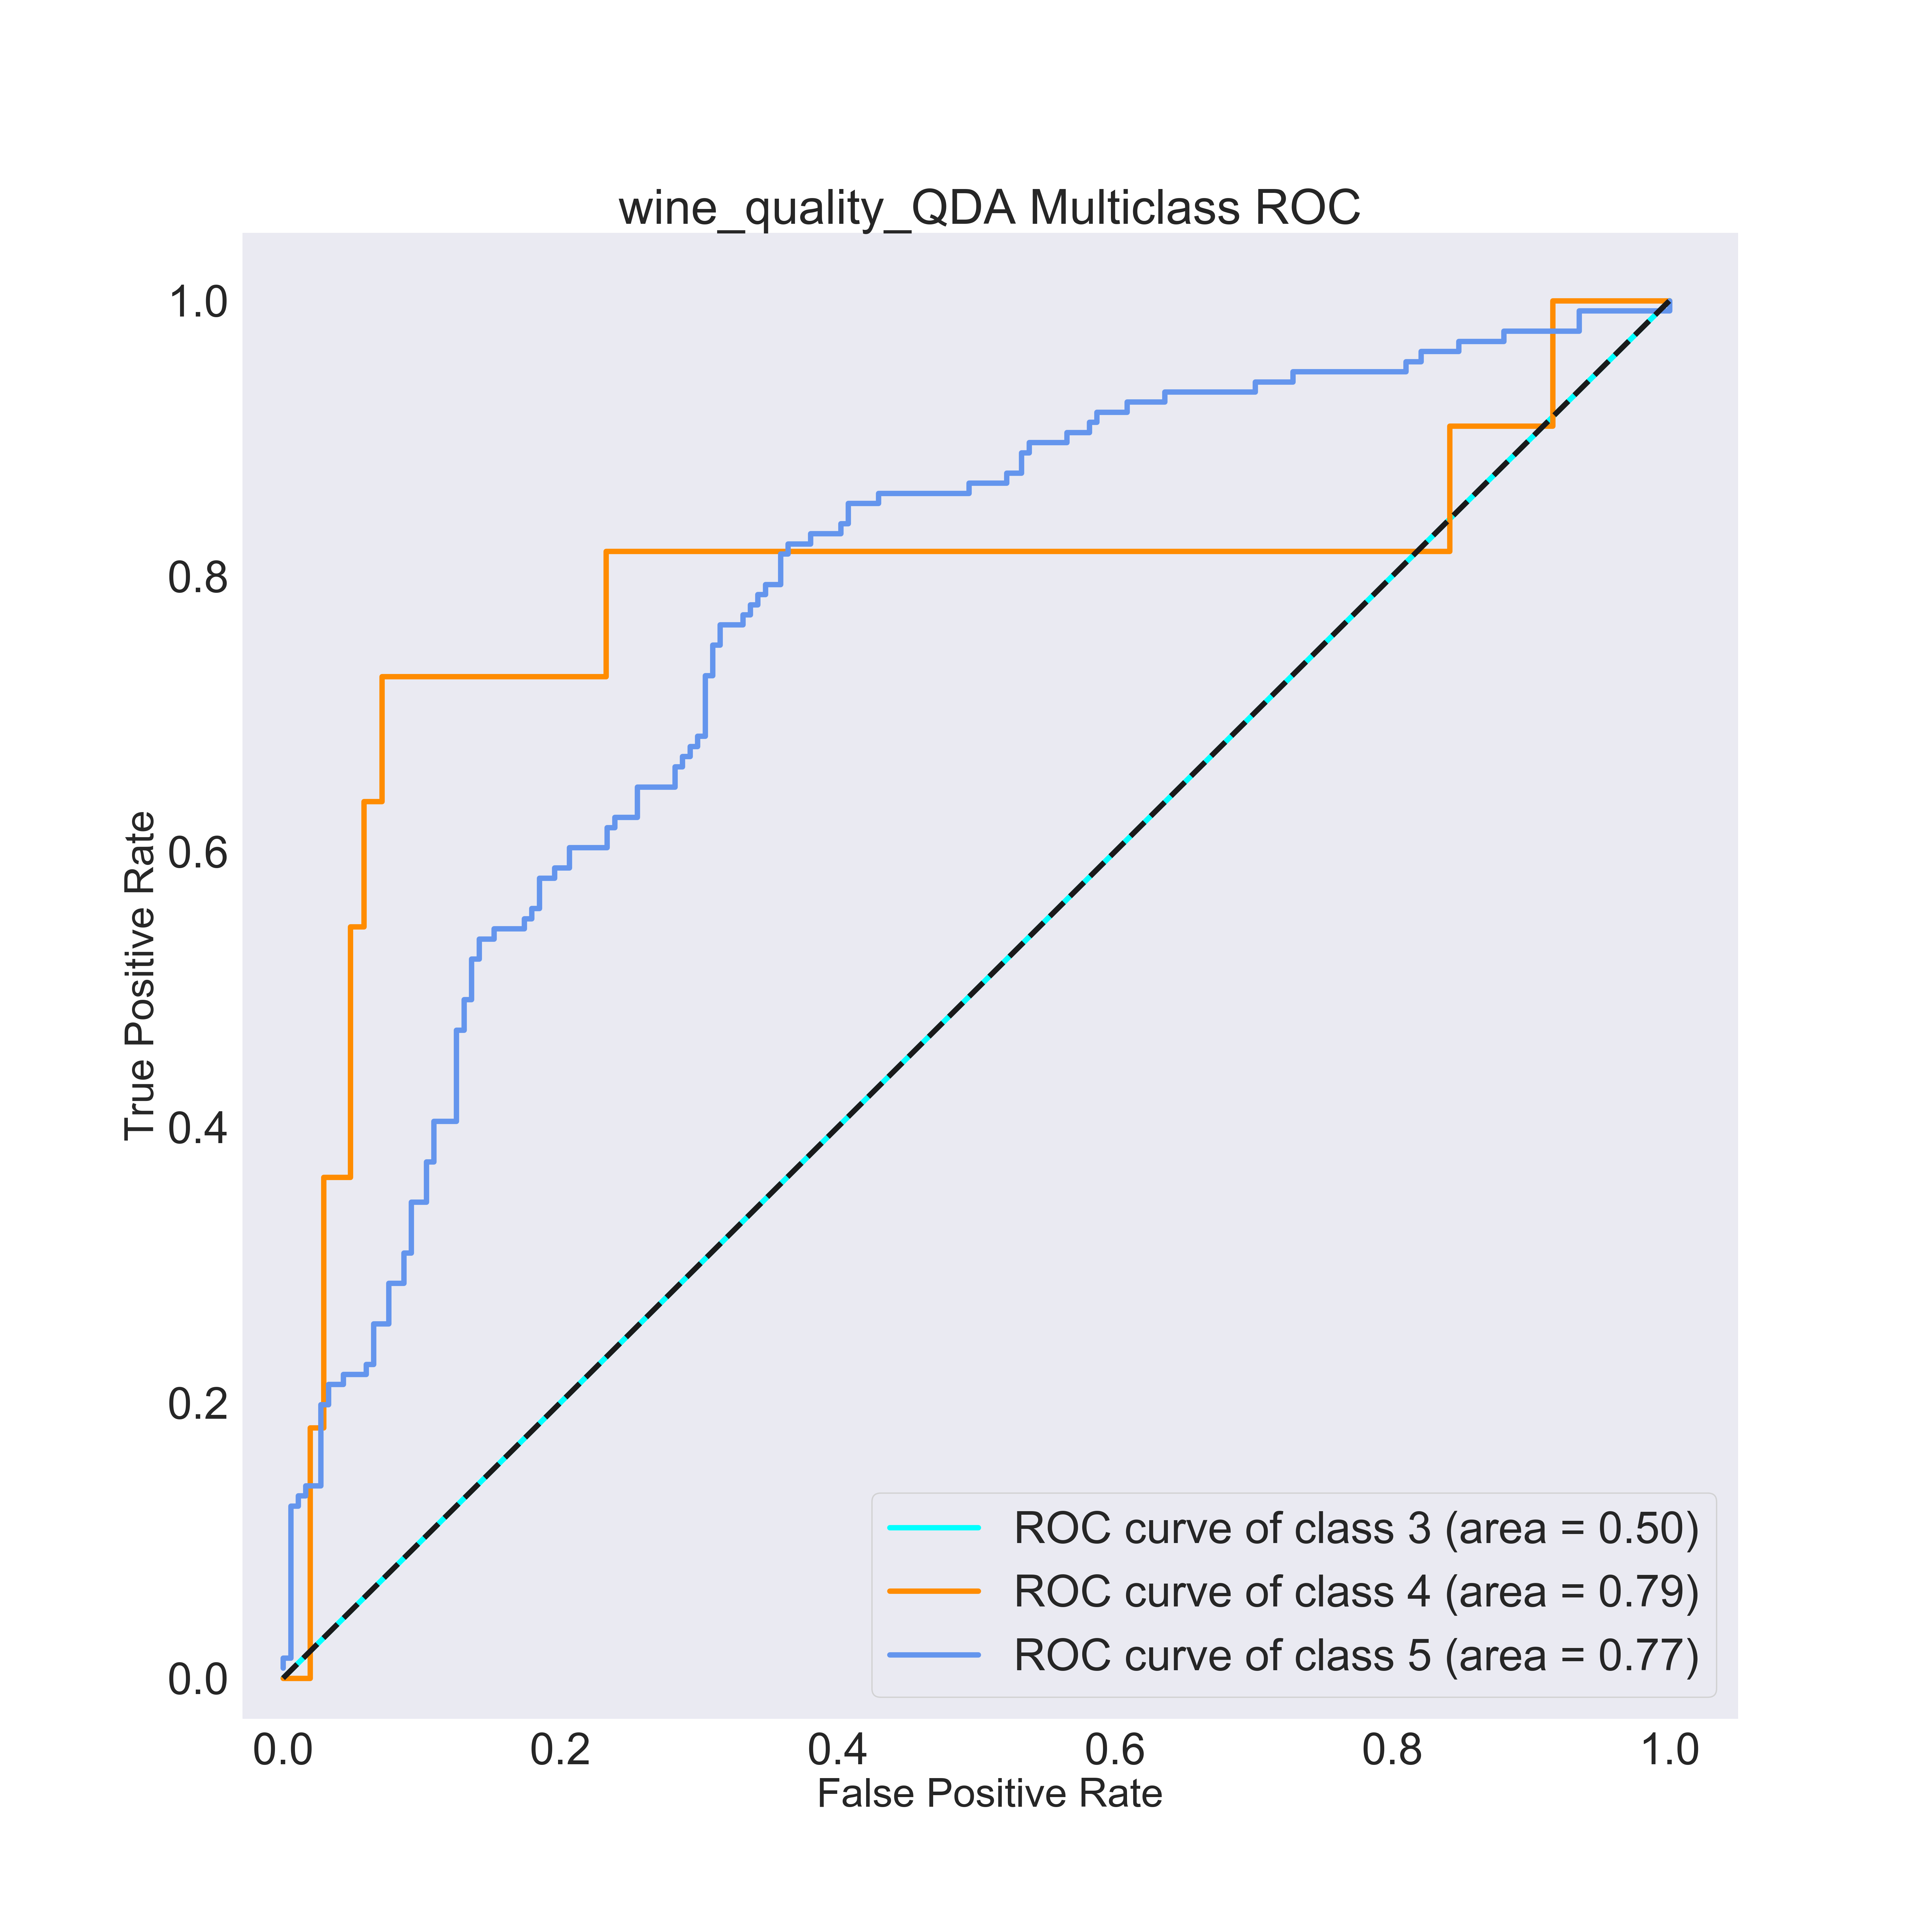 wine_quality_QDA Multiclass ROC
1.0
0.8
0.6
0.4
0.2
0.0
True Positive Rate
ROC curve of class 3 (area = 0.50)
ROC curve of class 4 (area = 0.79)
ROC curve of class 5 (area = 0.77)
0.0 0.2 0.4 0.6 0.8 1.0
False Positive Rate